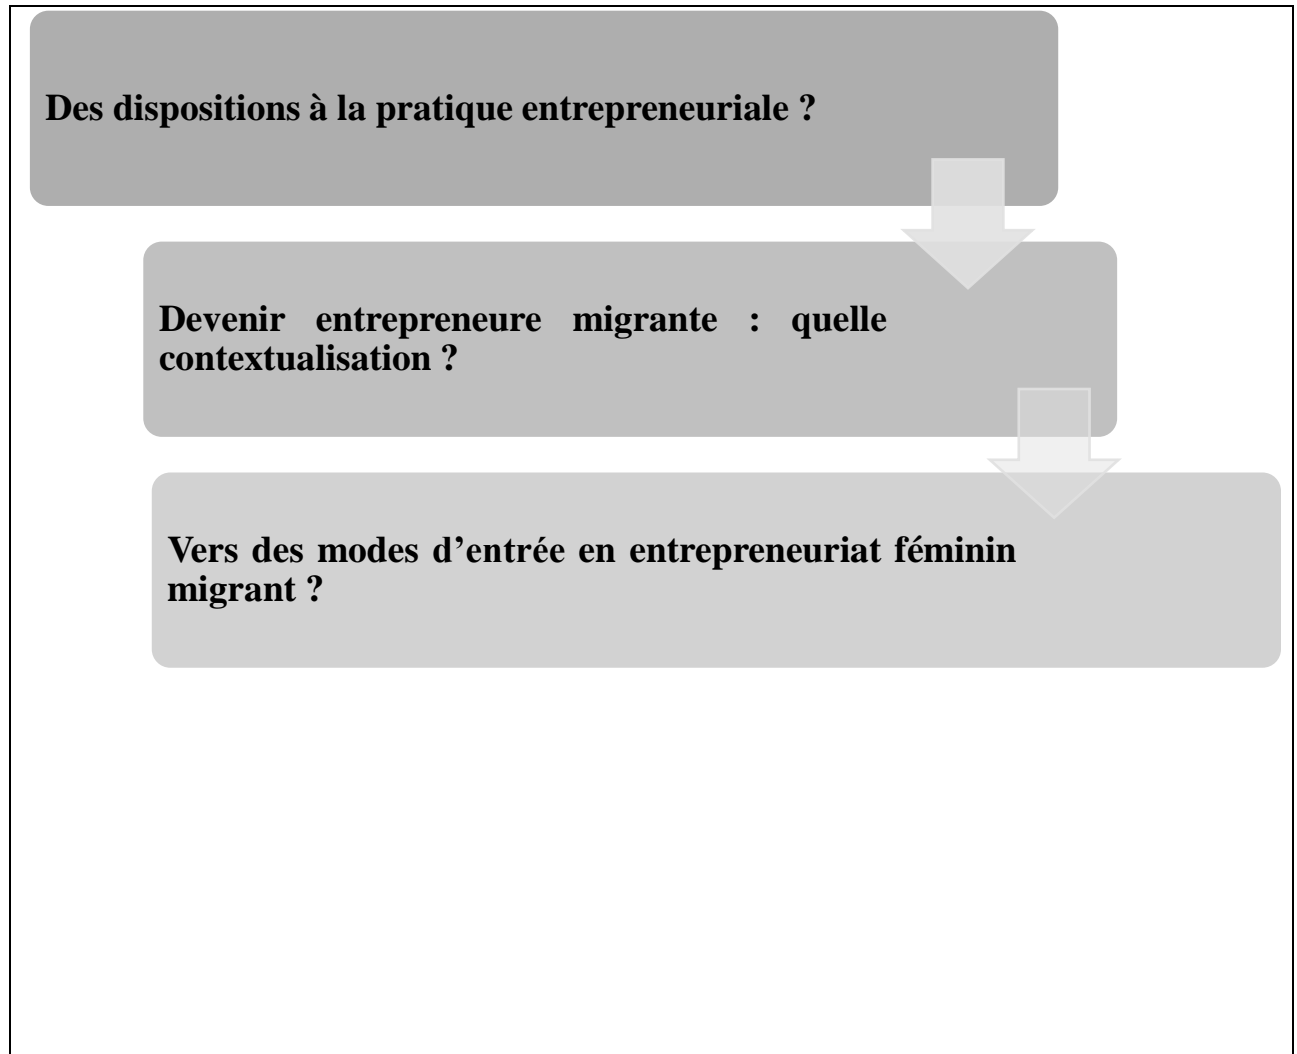 Des dispositions à la pratique entrepreneuriale ?
Devenir entrepreneure migrante : quelle
contextualisation ?
Vers des modes d’entrée en entrepreneuriat féminin
migrant ?